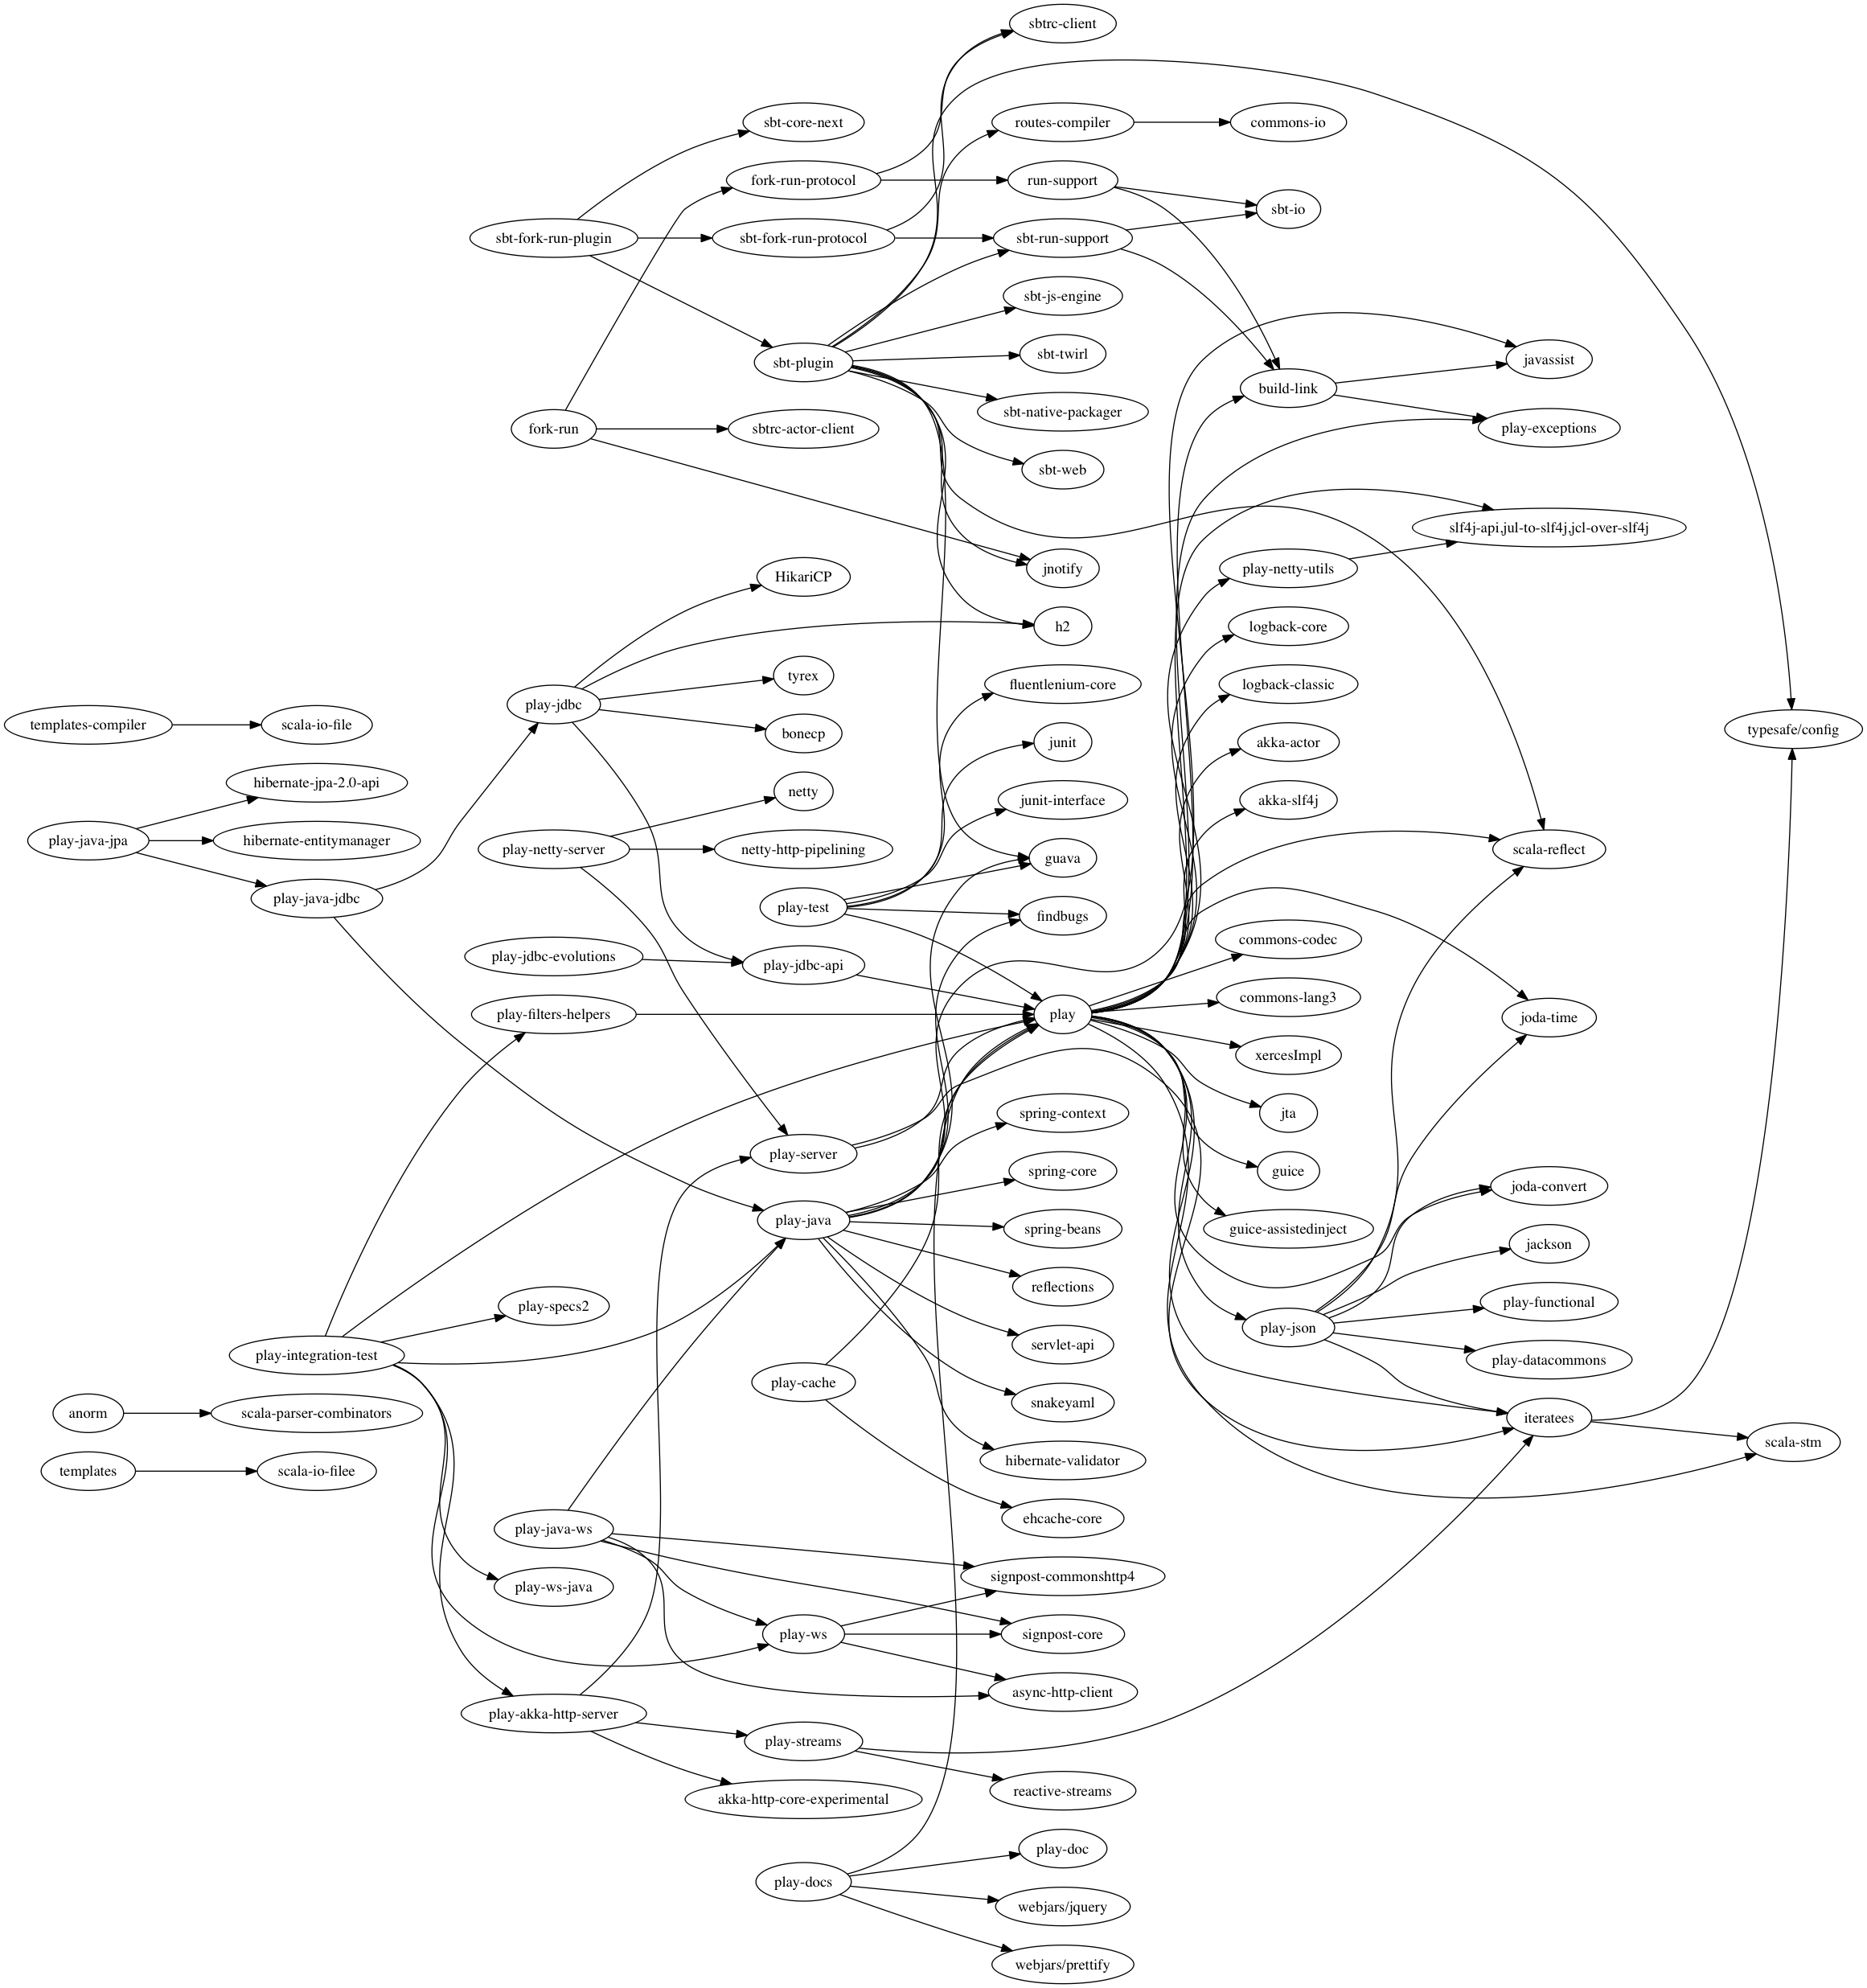 sbtrc-client
sbt-core-next
routes-compiler
commons-io
fork-run-protocol
run-support
sbt-io
sbt-fork-run-plugin
sbt-fork-run-protocol
sbt-run-support
sbt-js-engine
sbt-twirl
sbt-plugin
javassist
build-link
sbt-native-packager
fork-run
sbtrc-actor-client
play-exceptions
sbt-web
slf4j-api,jul-to-slf4j,jcl-over-slf4j
jnotify
play-netty-utils
HikariCP
h2
logback-core
tyrex
fluentlenium-core
logback-classic
play-jdbc
templates-compiler
scala-io-file
bonecp
typesafe/config
junit
akka-actor
hibernate-jpa-2.0-api
netty
junit-interface
akka-slf4j
play-java-jpa
hibernate-entitymanager
play-netty-server
netty-http-pipelining
scala-reflect
guava
play-java-jdbc
play-test
findbugs
commons-codec
play-jdbc-evolutions
play-jdbc-api
commons-lang3
play-filters-helpers
play
joda-time
xercesImpl
spring-context
jta
play-server
spring-core
guice
joda-convert
play-java
spring-beans
guice-assistedinject
jackson
reflections
play-specs2
play-functional
play-json
servlet-api
play-integration-test
play-datacommons
play-cache
snakeyaml
anorm
scala-parser-combinators
iteratees
scala-stm
hibernate-validator
templates
scala-io-filee
ehcache-core
play-java-ws
signpost-commonshttp4
play-ws-java
play-ws
signpost-core
async-http-client
play-akka-http-server
play-streams
reactive-streams
akka-http-core-experimental
play-doc
play-docs
webjars/jquery
webjars/prettify